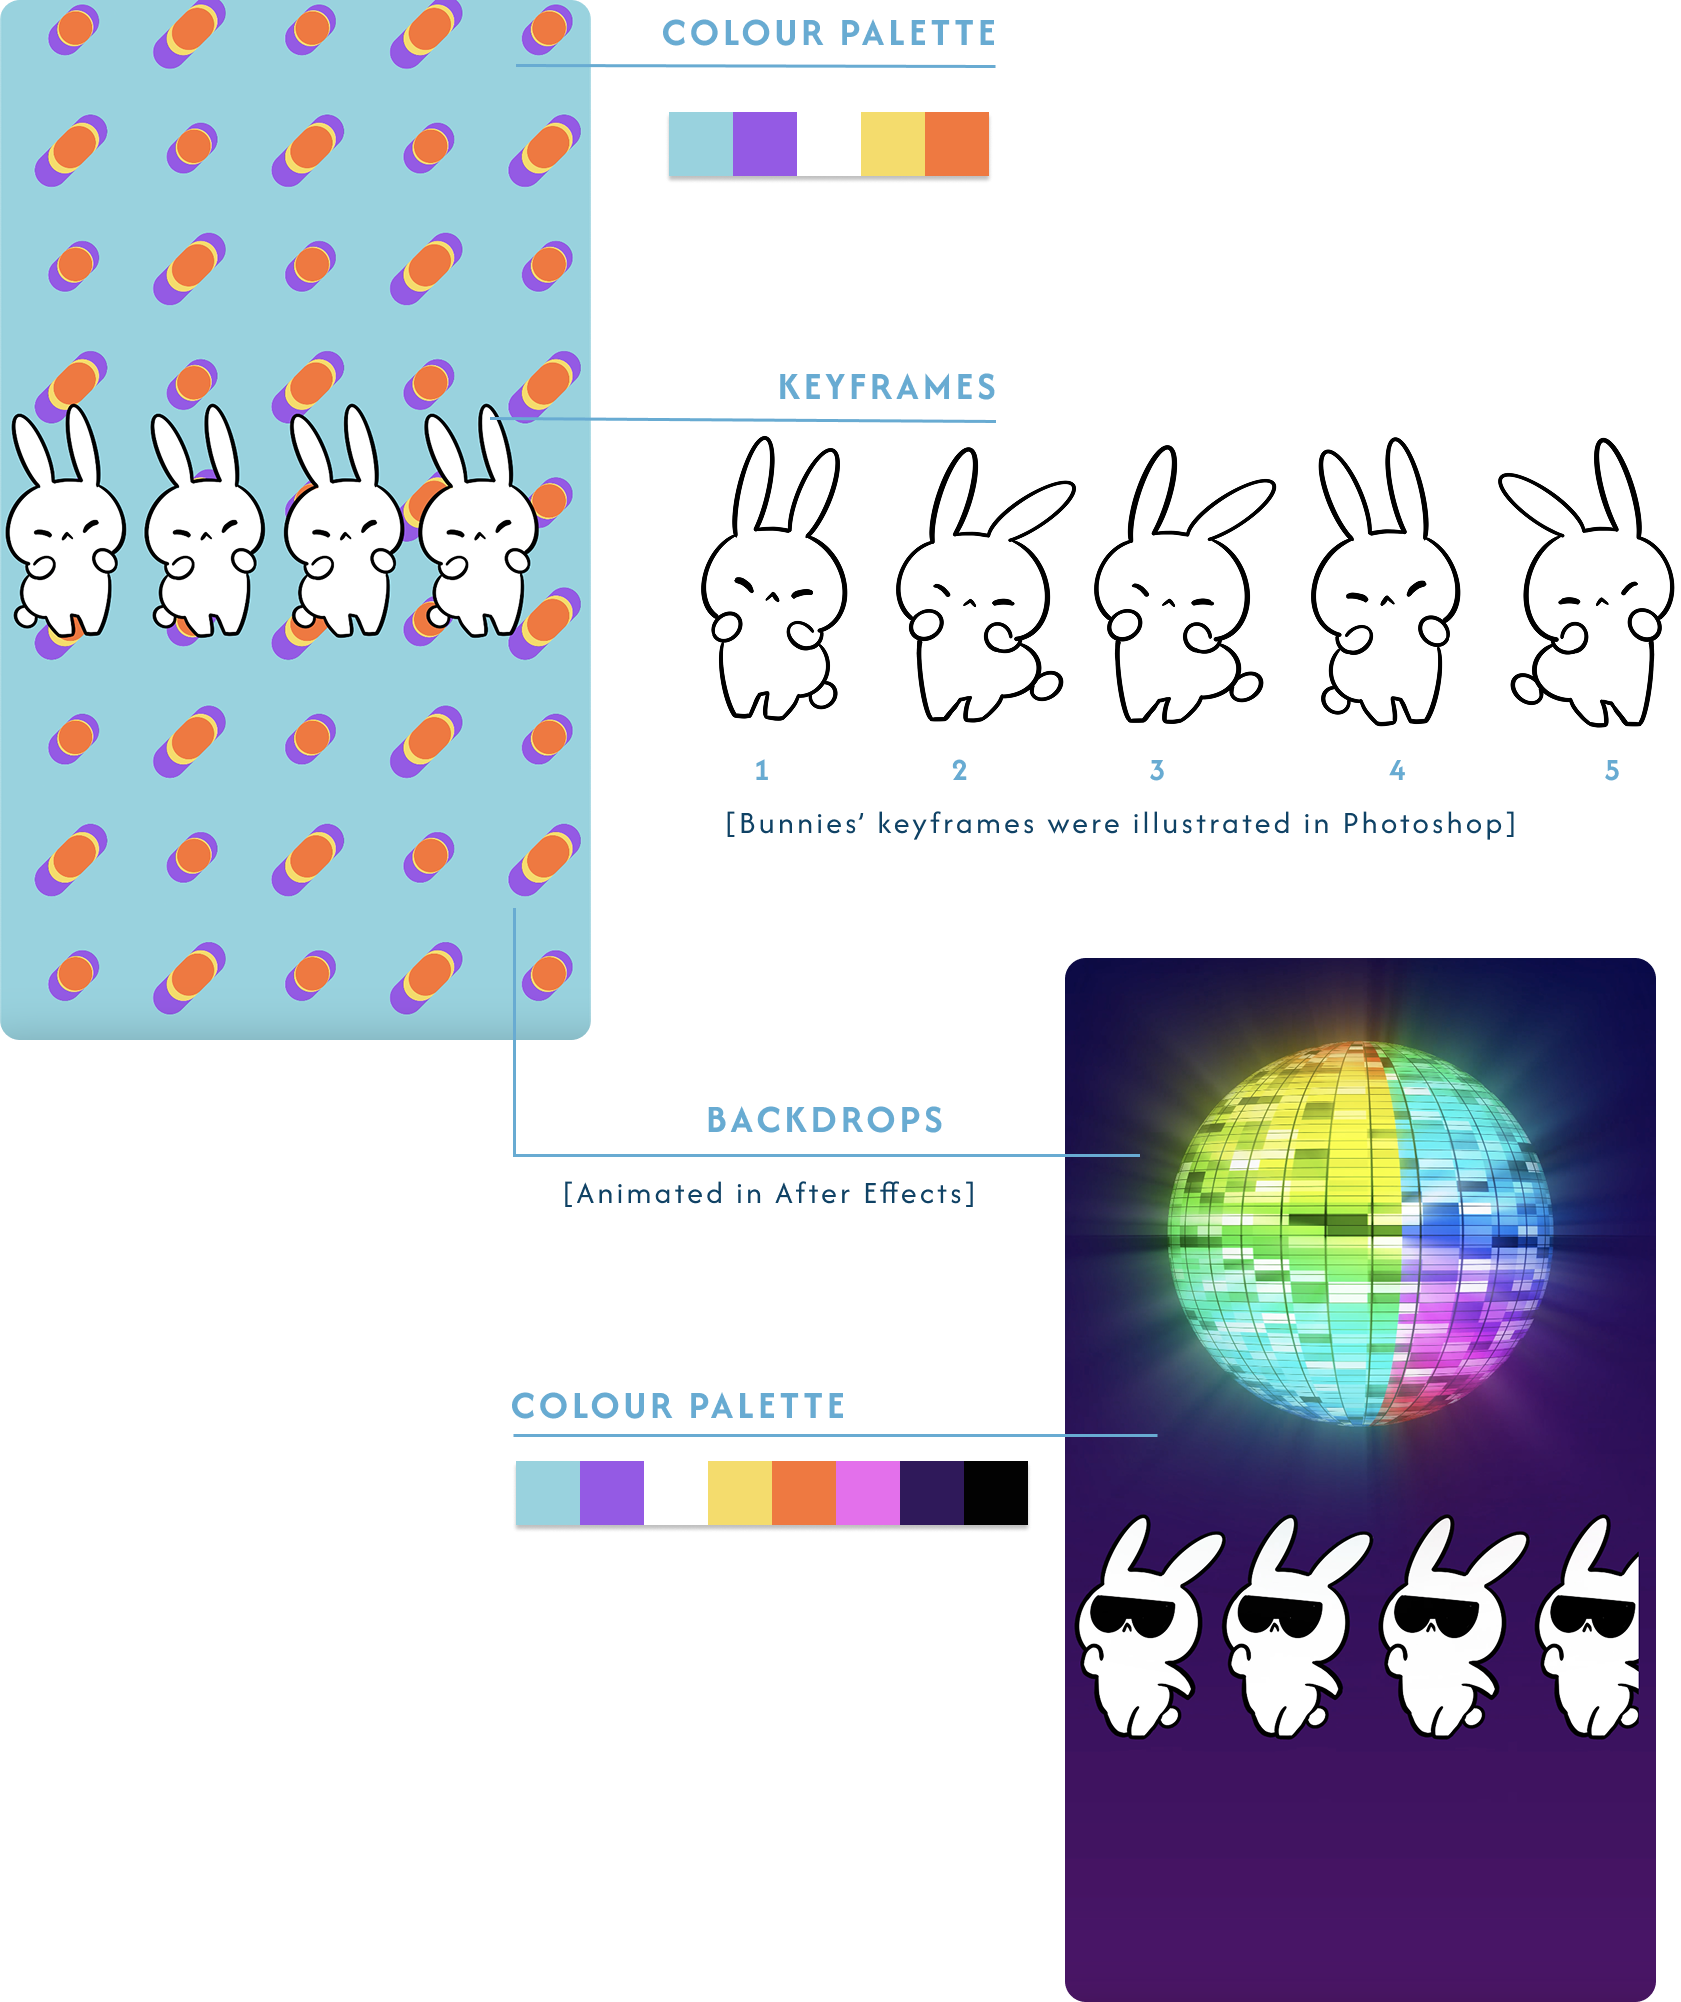 COLOUR PALETTE
KEYFRAMES
1 2 3 4 5
[Bunnies’ keyframes were illustrated in Photoshop]
BACKDROPS
[Animated in After Effects]
COLOUR PALETTE